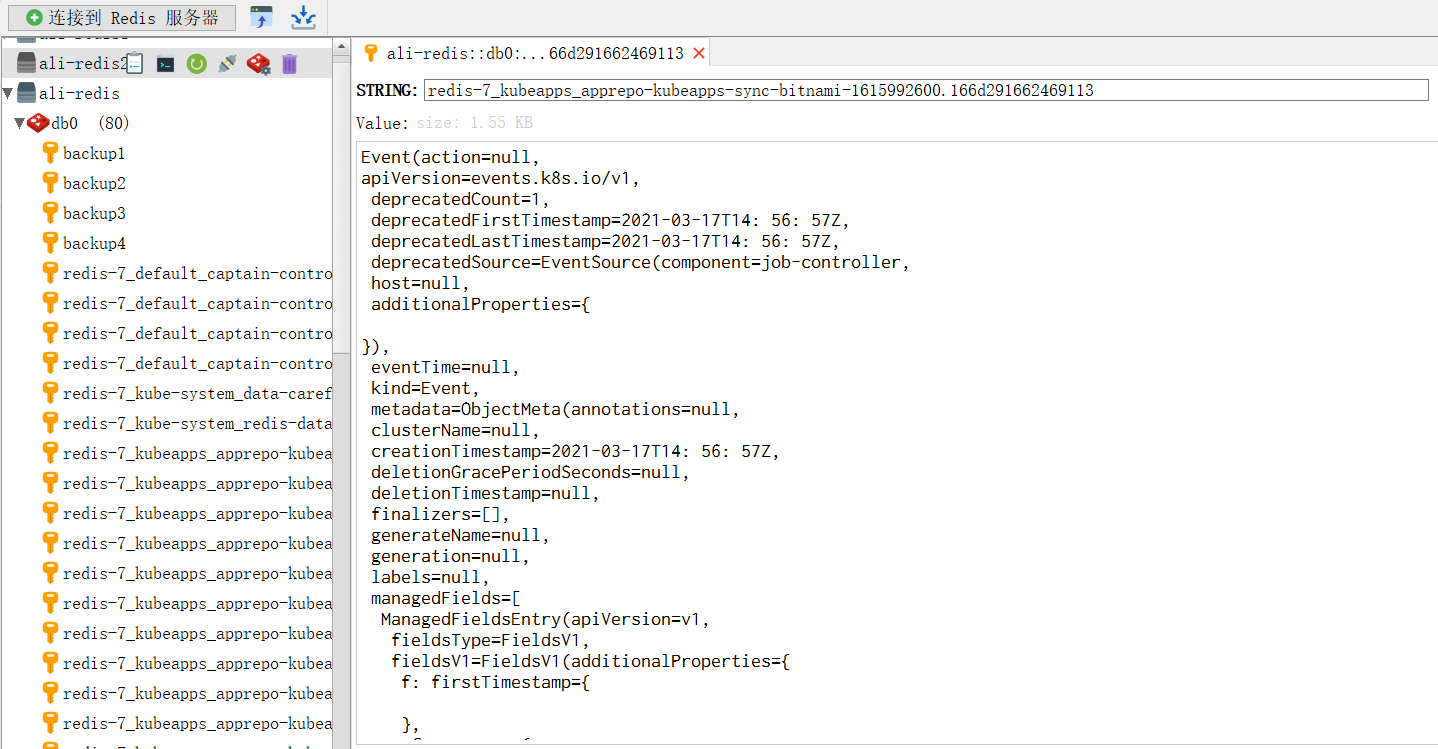 连接到 Redis 服务器
ali-redis2
ali-redis
db0 (80)
backup1
backup2
backup3
backup4
redis-7_default_captain-contro
redis-7_default_captain-contro
redis-7_default_captain-contro
redis-7_default_captain-contro
redis-7_kube-system_data-caref
redis-7_kube-system_redis-data
redis-7_kubeapps_apprepo-kubea
redis-7_kubeapps_apprepo-kubea
redis-7_kubeapps_apprepo-kubea
redis-7_kubeapps_apprepo-kubea
redis-7_kubeapps_apprepo-kubea
redis-7_kubeapps_apprepo-kubea
redis-7_kubeapps_apprepo-kubea
redis-7_kubeapps_apprepo-kubea
redis-7_kubeapps_apprepo-kubea
redis-7_kubeapps_apprepo-kubea
ali-redis::db0:...66d291662469113
STRING: redis-7_kubeapps_apprepo-kubeapps-sync-bitnami-1615992600.166d291662469113
Value: size: 1.55 KB
Event(action=null,
apiVersion=events.k8s.io/v1,
deprecatedCount=1,
deprecatedFirstTimestamp=2021-03-17T14: 56: 57Z,
deprecatedLastTimestamp=2021-03-17T14: 56: 57Z,
deprecatedSource=EventSource(component=job-controller,
host=null,
additionalProperties={
}),
eventTime=null,
kind=Event,
metadata=ObjectMeta(annotations=null,
clusterName=null,
creationTimestamp=2021-03-17T14: 56: 57Z,
deletionGracePeriodSeconds=null,
deletionTimestamp=null,
finalizers=[],
generateName=null,
generation=null,
labels=null,
managedFields=[
ManagedFieldsEntry(apiVersion=v1,
fieldsType=FieldsV1,
fieldsV1=FieldsV1(additionalProperties={
f: firstTimestamp={
},